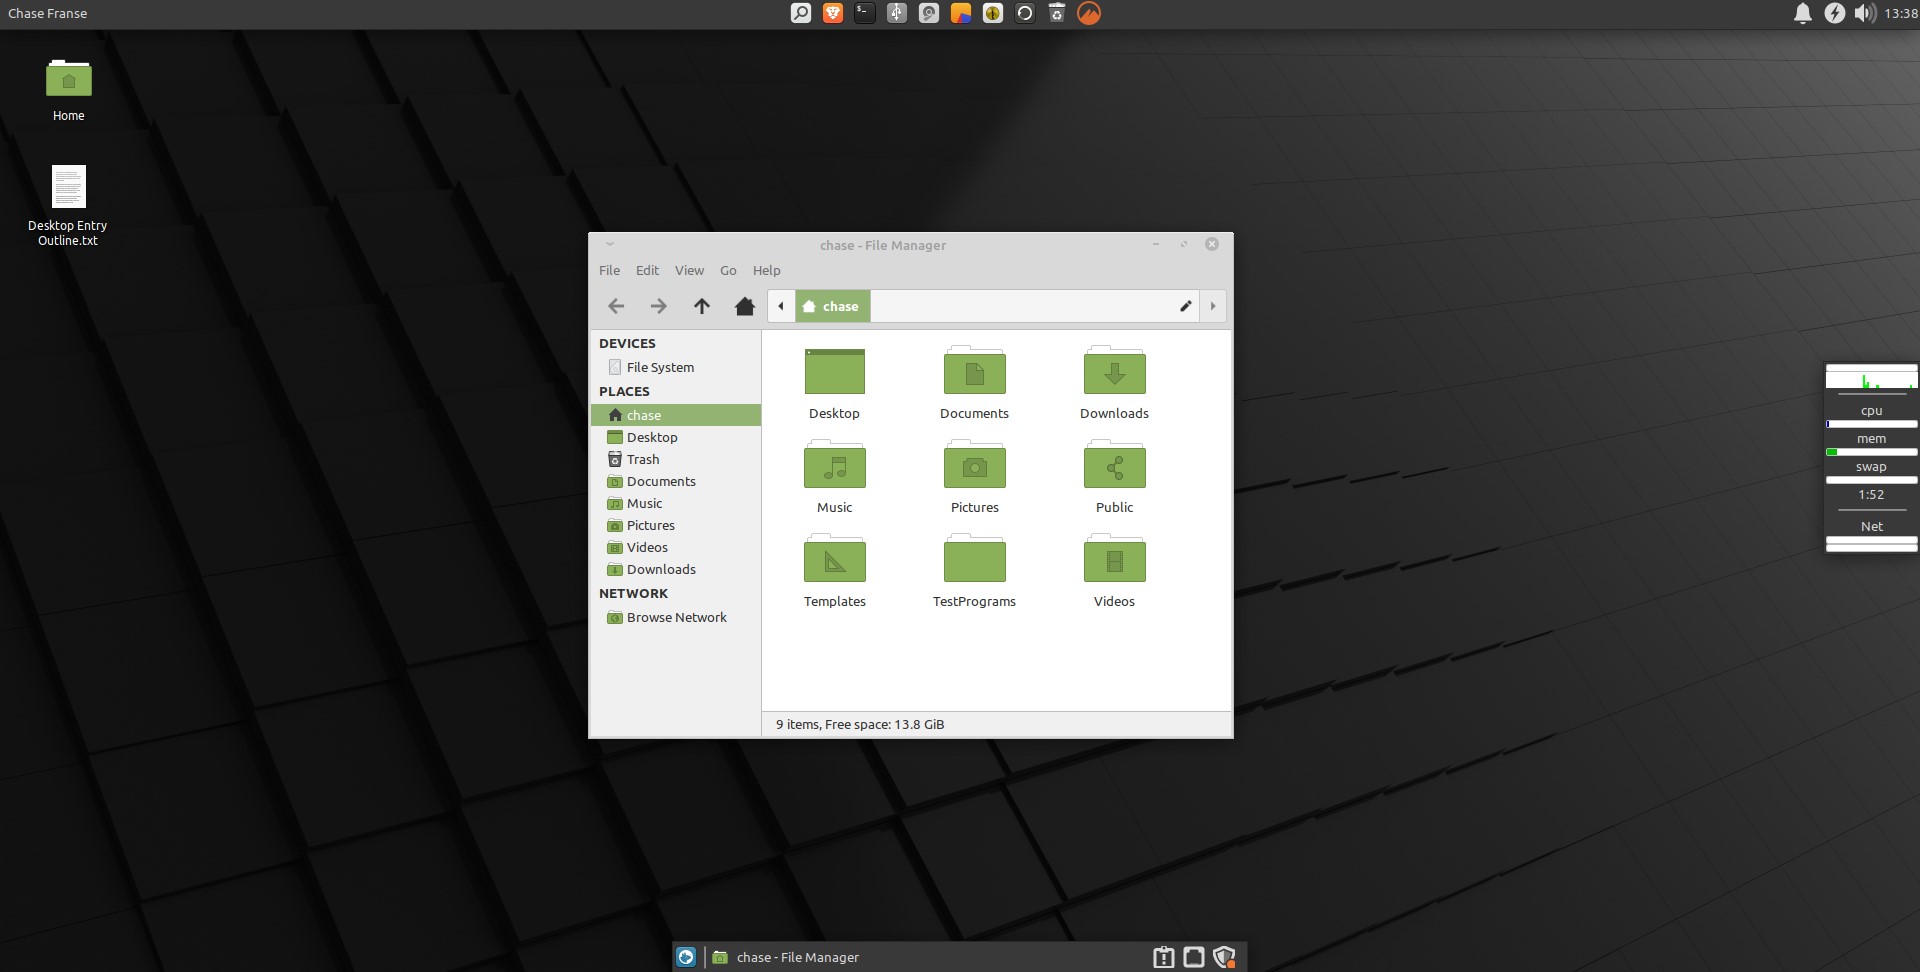 Chase Franse
13:38
Home
Desktop Entry
Outline.txt
chase - File Manager
File Edit View Go Help
chase
DEVICES
File System
PLACES
chase
Desktop
Trash
Documents
Music
Pictures
Videos
Downloads
NETWORK
Browse Network
Desktop Documents Downloads
Music Pictures Public
Templates TestPrograms Videos
9 items, Free space: 13.8 GiB
cpu
mem
swap
1:52
Net
chase - File Manager